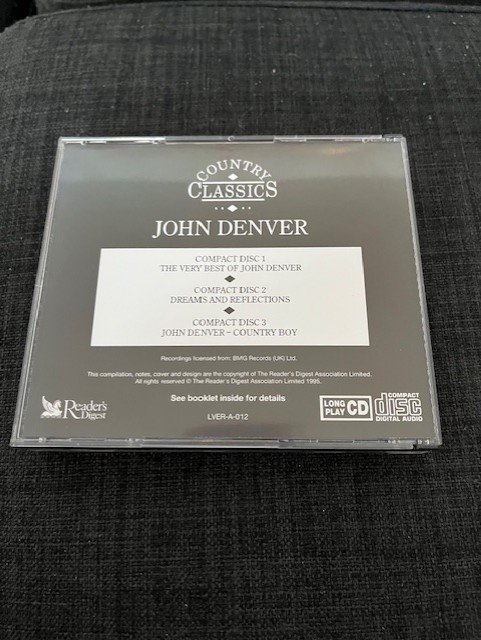 COUNTRY
CLASSICS
JOHN DENVER
COMPACT DISC 1
THE VERY BEST OF JOHN DENVER
COMPACT DISC 2
DREAMS AND REFLECTIONS
COMPACT DISC 3
JOHN DENVER – COUNTRY BOY
Recordings licensed from: BMG Records (UK) Ltd.
This compilation, notes, cover and design are the copyright of The Reader's Digest Association Limited.
All rights reserved © The Reader's Digest Association Limited 1995.
See booklet inside for details
Reader's
Digest
LVER-A-012
LONG
PLAY CD
COMPACT
disc
DIGITAL AUDIO